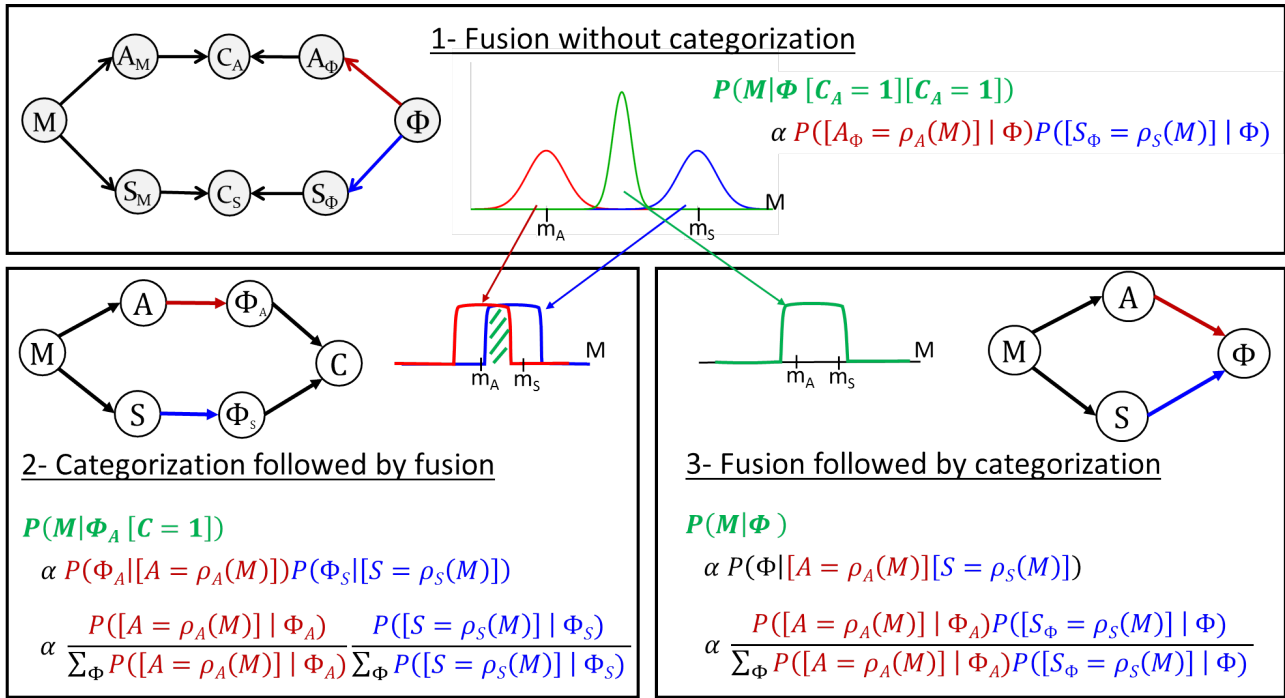 1- Fusion without categorization
A_M C_A A_Φ
M Φ
S_M C_S S_Φ
P(M|Φ [C_A = 1][C_A = 1])
α P([A_Φ = ρ_A(M)] | Φ)P([S_Φ = ρ_S(M)] | Φ)
M
m_A m_S
A Φ_A
M C
S Φ_S
M
m_A m_S
2- Categorization followed by fusion
P(M|Φ_A [C = 1])
α P(Φ_A|[A = ρ_A(M)])P(Φ_S|[S = ρ_S(M)])
α P([A = ρ_A(M)] | Φ_A) P([S = ρ_S(M)] | Φ_S)
∑_Φ P([A = ρ_A(M)] | Φ_A) ∑_Φ P([S = ρ_S(M)] | Φ_S)
M
m_A m_S
A
M Φ
S
3- Fusion followed by categorization
P(M|Φ )
α P(Φ|[A = ρ_A(M)][S = ρ_S(M)])
α P([A = ρ_A(M)] | Φ_A)P([S_Φ = ρ_S(M)] | Φ)
∑_Φ P([A = ρ_A(M)] | Φ_A)P([S_Φ = ρ_S(M)] | Φ)